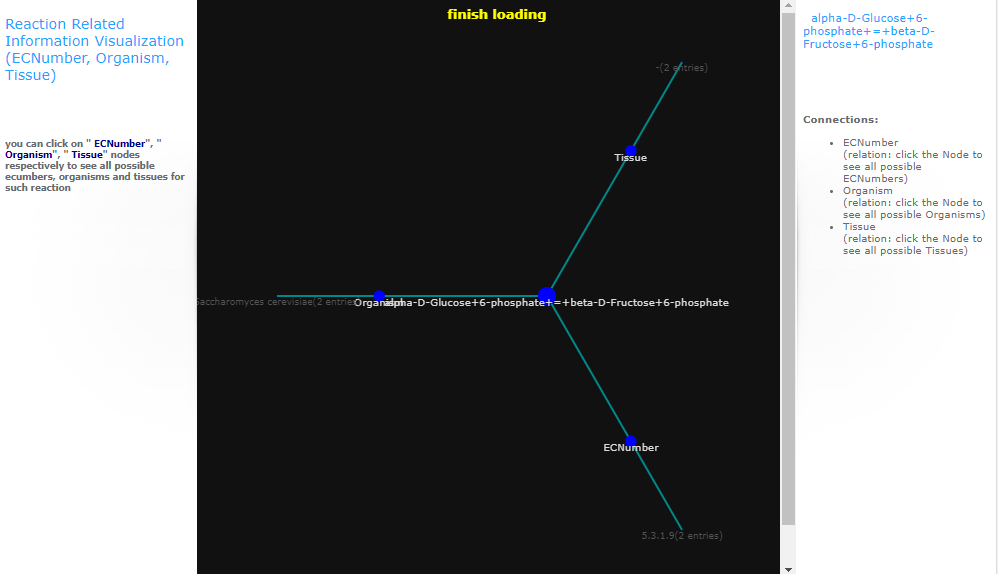 Reaction Related
Information Visualization
(ECNumber, Organism,
Tissue)
you can click on " ECNumber", "
Organism", " Tissue" nodes
respectively to see all possible
ecumbers, organisms and tissues for
such reaction
finish loading
-(2 entries)
Tissue
Saccharomyces cerevisiae(2 entries
Organism
alpha-D-Glucose+6-phosphate+=+beta-D-Fructose+6-phosphate
ECNumber
5.3.1.9(2 entries)
alpha-D-Glucose+6-
phosphate+=+beta-D-
Fructose+6-phosphate
Connections:
• ECNumber
(relation: click the Node to
see all possible
ECNumbers)
• Organism
(relation: click the Node to
see all possible Organisms)
• Tissue
(relation: click the Node to
see all possible Tissues)